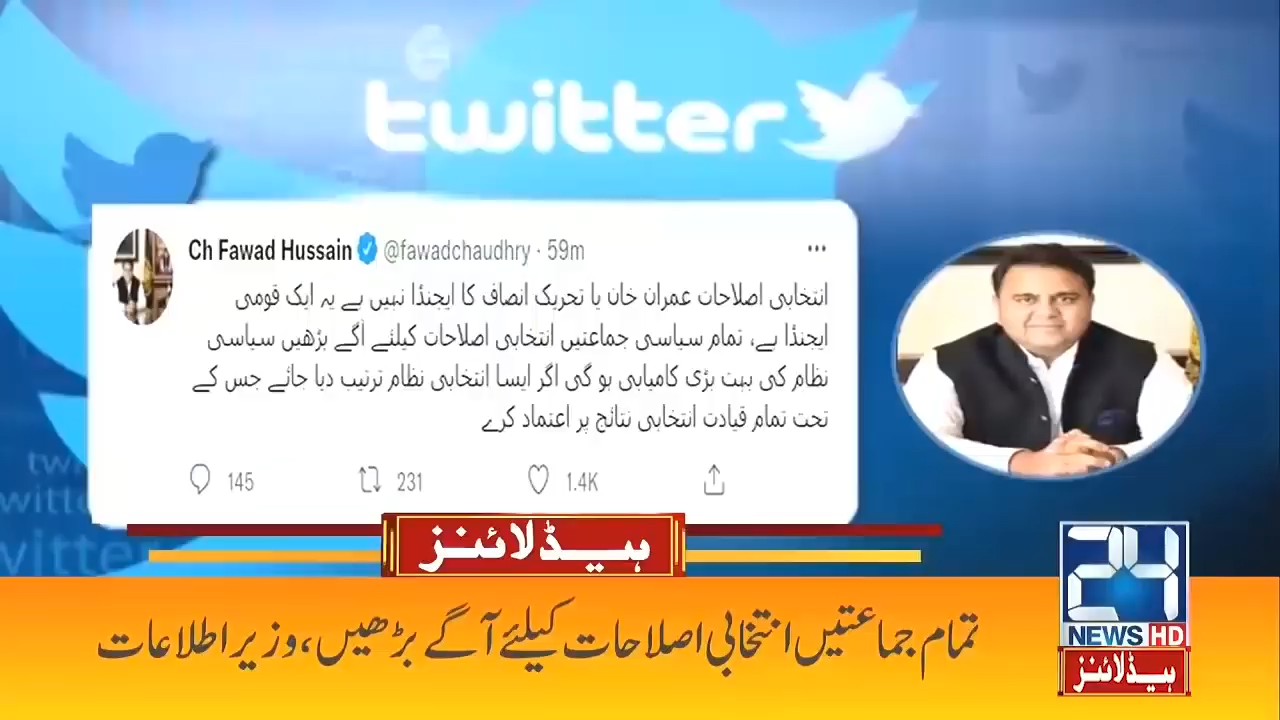 twitter
Ch Fawad Hussain @fawadchaudhry · 59m
انتخابی اصلاحات عمران خان یا تحریک انصاف کا ایجنڈا نہیں ہے یہ ایک قومی
ایجنڈا ہے، تمام سیاسی جماعتیں انتخابی اصلاحات کیلئے آگے بڑھیں سیاسی
نظام کی بہت بڑی کامیابی ہو گی اگر ایسا انتخابی نظام ترتیب دیا جائے جس کے
تحت تمام قیادت انتخابی نتائج پر اعتماد کرے
145 231 1.4K
ہیڈلائنز
تمام جماعتیں انتخابی اصلاحات کیلئے آگے بڑھیں، وزیر اطلاعات
24
NEWS HD
ہیڈلائنز
twitter